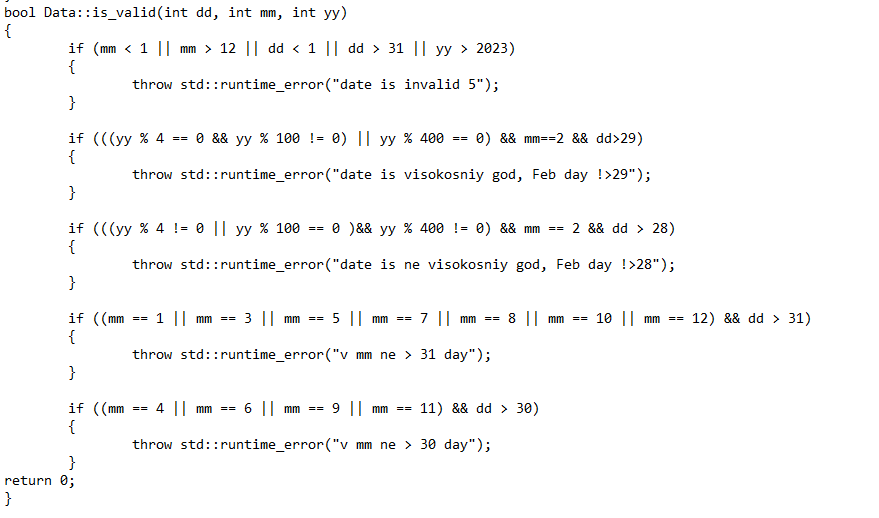 bool Data::is_valid(int dd, int mm, int yy)
{
        if (mm < 1 || mm > 12 || dd < 1 || dd > 31 || yy > 2023)
        {
                throw std::runtime_error("date is invalid 5");
        }

        if (((yy % 4 == 0 && yy % 100 != 0) || yy % 400 == 0) && mm==2 && dd>29)
        {
                throw std::runtime_error("date is visokosniy god, Feb day !>29");
        }

        if (((yy % 4 != 0 || yy % 100 == 0 )&& yy % 400 != 0) && mm == 2 && dd > 28)
        {
                throw std::runtime_error("date is ne visokosniy god, Feb day !>28");
        }

        if ((mm == 1 || mm == 3 || mm == 5 || mm == 7 || mm == 8 || mm == 10 || mm == 12) && dd > 31)
        {
                throw std::runtime_error("v mm ne > 31 day");
        }

        if ((mm == 4 || mm == 6 || mm == 9 || mm == 11) && dd > 30)
        {
                throw std::runtime_error("v mm ne > 30 day");
        }
return 0;
}